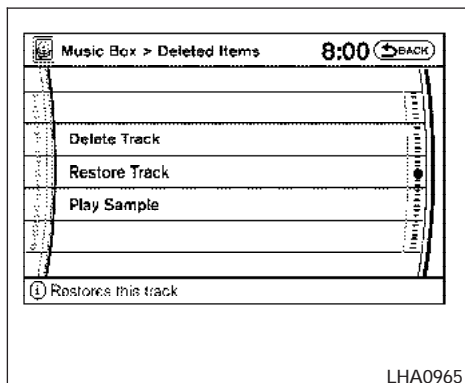 Music Box > Deleted Items 8:00 BACK
Delete Track
Restore Track
Play Sample
i Restores this track
LHA0965